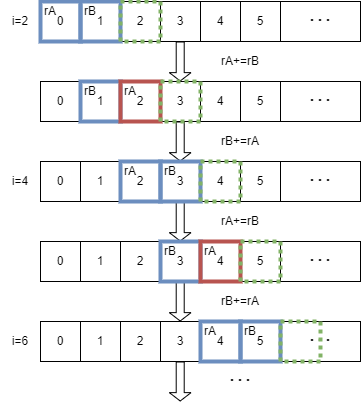 i=2 rA 0 rB 1 2 3 4 5 ···
rA+=rB
0 rB 1 rA 2 3 4 5 ···
rB+=rA
i=4 0 1 rA 2 rB 3 4 5 ···
rA+=rB
0 1 2 rB 3 rA 4 5 ···
rB+=rA
i=6 0 1 2 3 rA 4 rB 5 ···
···